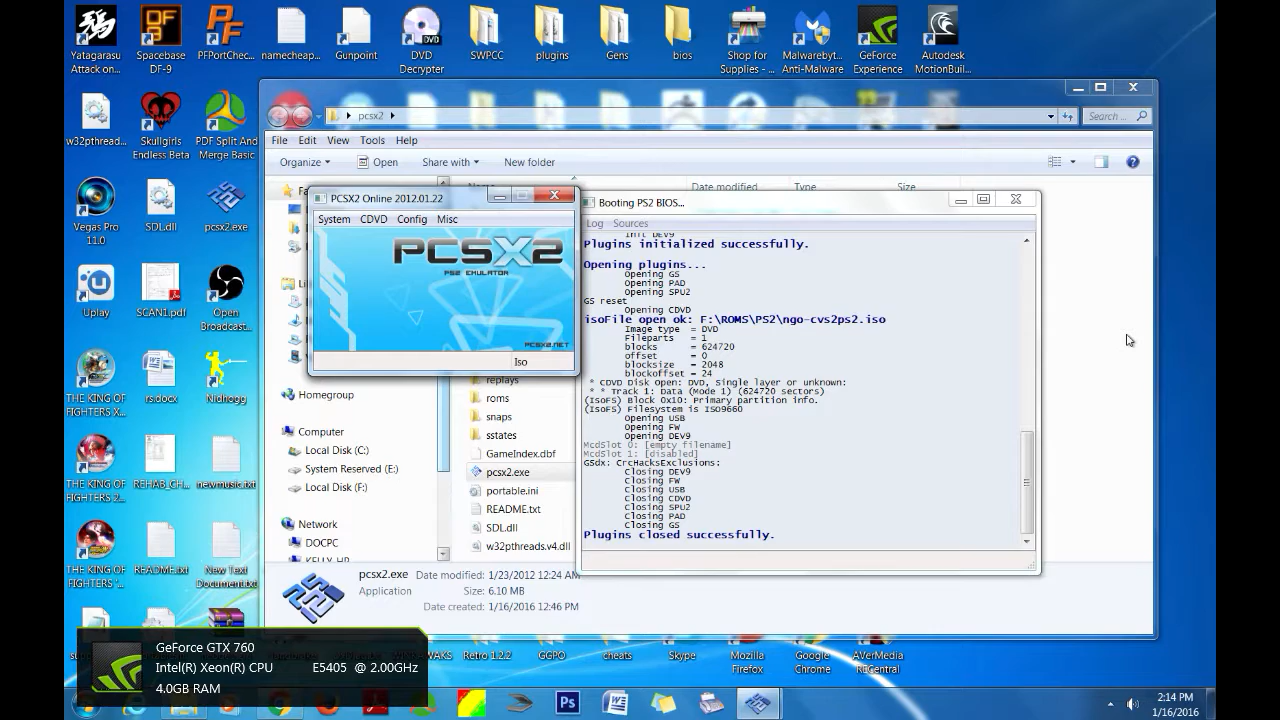 Yatagarasu Attack on...
Spacebase DF-9
PFPortChec...
namecheap...
Gunpoint
DVD Decrypter
SWPCC
plugins
Gens
bios
Shop for Supplies - ...
Malwareby... Anti-Malware
GeForce Experience
Autodesk MotionBuil...
w32pthread...
Skullgirls Endless Beta
PDF Split And Merge Basic
Vegas Pro 11.0
SDL.dll
pcsx2.exe
Uplay
SCAN1.pdf
Open Broadcast...
THE KING OF FIGHTERS X...
rs.docx
Nidhogg
THE KING OF FIGHTERS 2...
REHAB_CH...
newmusic.txt
THE KING OF FIGHTERS '...
README.txt
New Text Document.txt
pcsx2
Search ...
File Edit View Tools Help
Organize Open Share with New folder
Date modified Type Size
Homegroup
Computer
Local Disk (C:)
System Reserved (E:)
Local Disk (F:)
Network
DOCPC
KELLY_HP
replays
roms
snaps
sstates
GameIndex.dbf
pcsx2.exe
portable.ini
README.txt
SDL.dll
w32pthreads.v4.dll
pcsx2.exe Date modified: 1/23/2012 12:24 AM
Application Size: 6.10 MB
Date created: 1/16/2016 12:46 PM
PCSX2 Online 2012.01.22
System CDVD Config Misc
PCSX2
PS2 EMULATOR
PCSX2.NET
Iso
Booting PS2 BIOS...
Log Sources
Init DEV9
Plugins initialized successfully.
Opening plugins...
Opening GS
Opening PAD
Opening SPU2
GS reset
Opening CDVD
isoFile open ok: F:\ROMS\PS2\ngo-cvs2ps2.iso
Image type = DVD
Fileparts = 1
blocks = 624720
offset = 0
blocksize = 2048
blockoffset = 24
* CDVD Disk Open: DVD, Single layer or unknown:
* * Track 1: Data (Mode 1) (624720 sectors)
(IsoFS) Block 0x10: Primary partition info.
(IsoFS) Filesystem is ISO9660
Opening USB
Opening FW
Opening DEV9
McdSlot 0: [empty filename]
McdSlot 1: [disabled]
GSdx: CrcHacksExclusions:
Closing DEV9
Closing FW
Closing USB
Closing CDVD
Closing SPU2
Closing PAD
Closing GS
Plugins closed successfully.
GeForce GTX 760
Intel(R) Xeon(R) CPU E5405 @ 2.00GHz
4.0GB RAM
Retro 1.2.2
GGPO
cheats
Skype
Mozilla Firefox
Google Chrome
AVerMedia RECentral
2:14 PM
1/16/2016